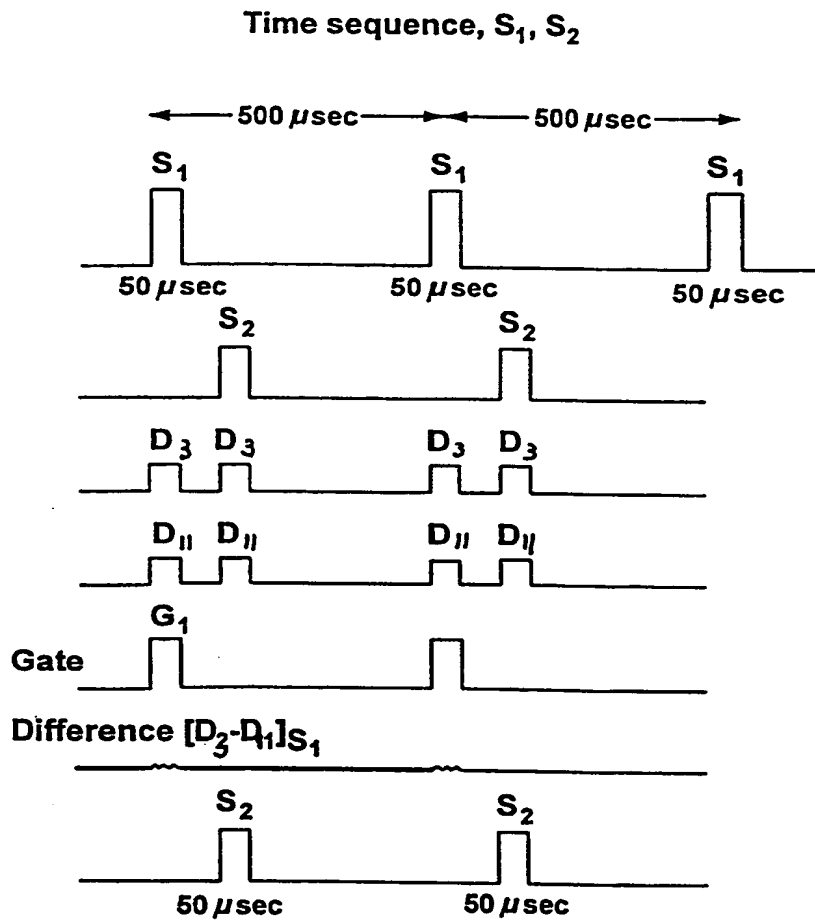 Time sequence, S₁, S₂
500 μsec 500 μsec
S₁ S₁ S₁
50 μsec 50 μsec 50 μsec
S₂ S₂
D₃ D₃ D₃ D₃
D₁₁ D₁₁ D₁₁ D₁₁
G₁
Gate
Difference [D₃-D₁₁]S₁
S₂ S₂
50 μsec 50 μsec